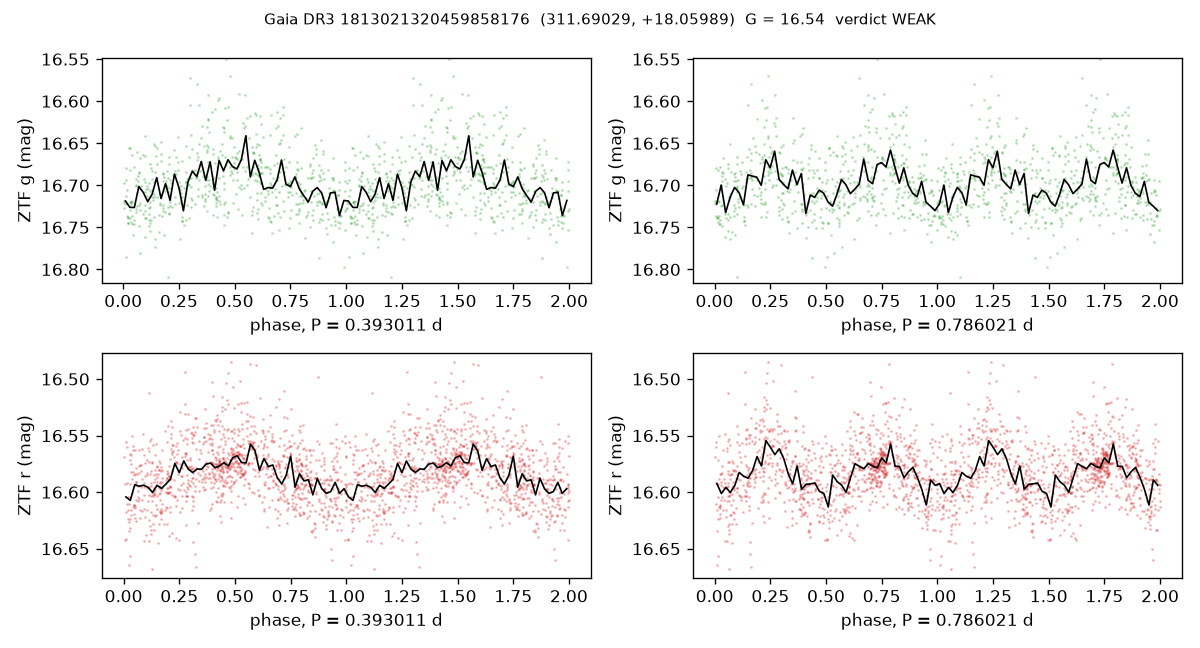 Gaia DR3 1813021320459858176  (311.69029, +18.05989)  G = 16.54  verdict WEAK
ZTF g (mag)
16.55
16.60
16.65
16.70
16.75
16.80
0.00 0.25 0.50 0.75 1.00 1.25 1.50 1.75 2.00
phase, P = 0.393011 d
ZTF g (mag)
16.55
16.60
16.65
16.70
16.75
16.80
0.00 0.25 0.50 0.75 1.00 1.25 1.50 1.75 2.00
phase, P = 0.786021 d
ZTF r (mag)
16.50
16.55
16.60
16.65
0.00 0.25 0.50 0.75 1.00 1.25 1.50 1.75 2.00
phase, P = 0.393011 d
ZTF r (mag)
16.50
16.55
16.60
16.65
0.00 0.25 0.50 0.75 1.00 1.25 1.50 1.75 2.00
phase, P = 0.786021 d